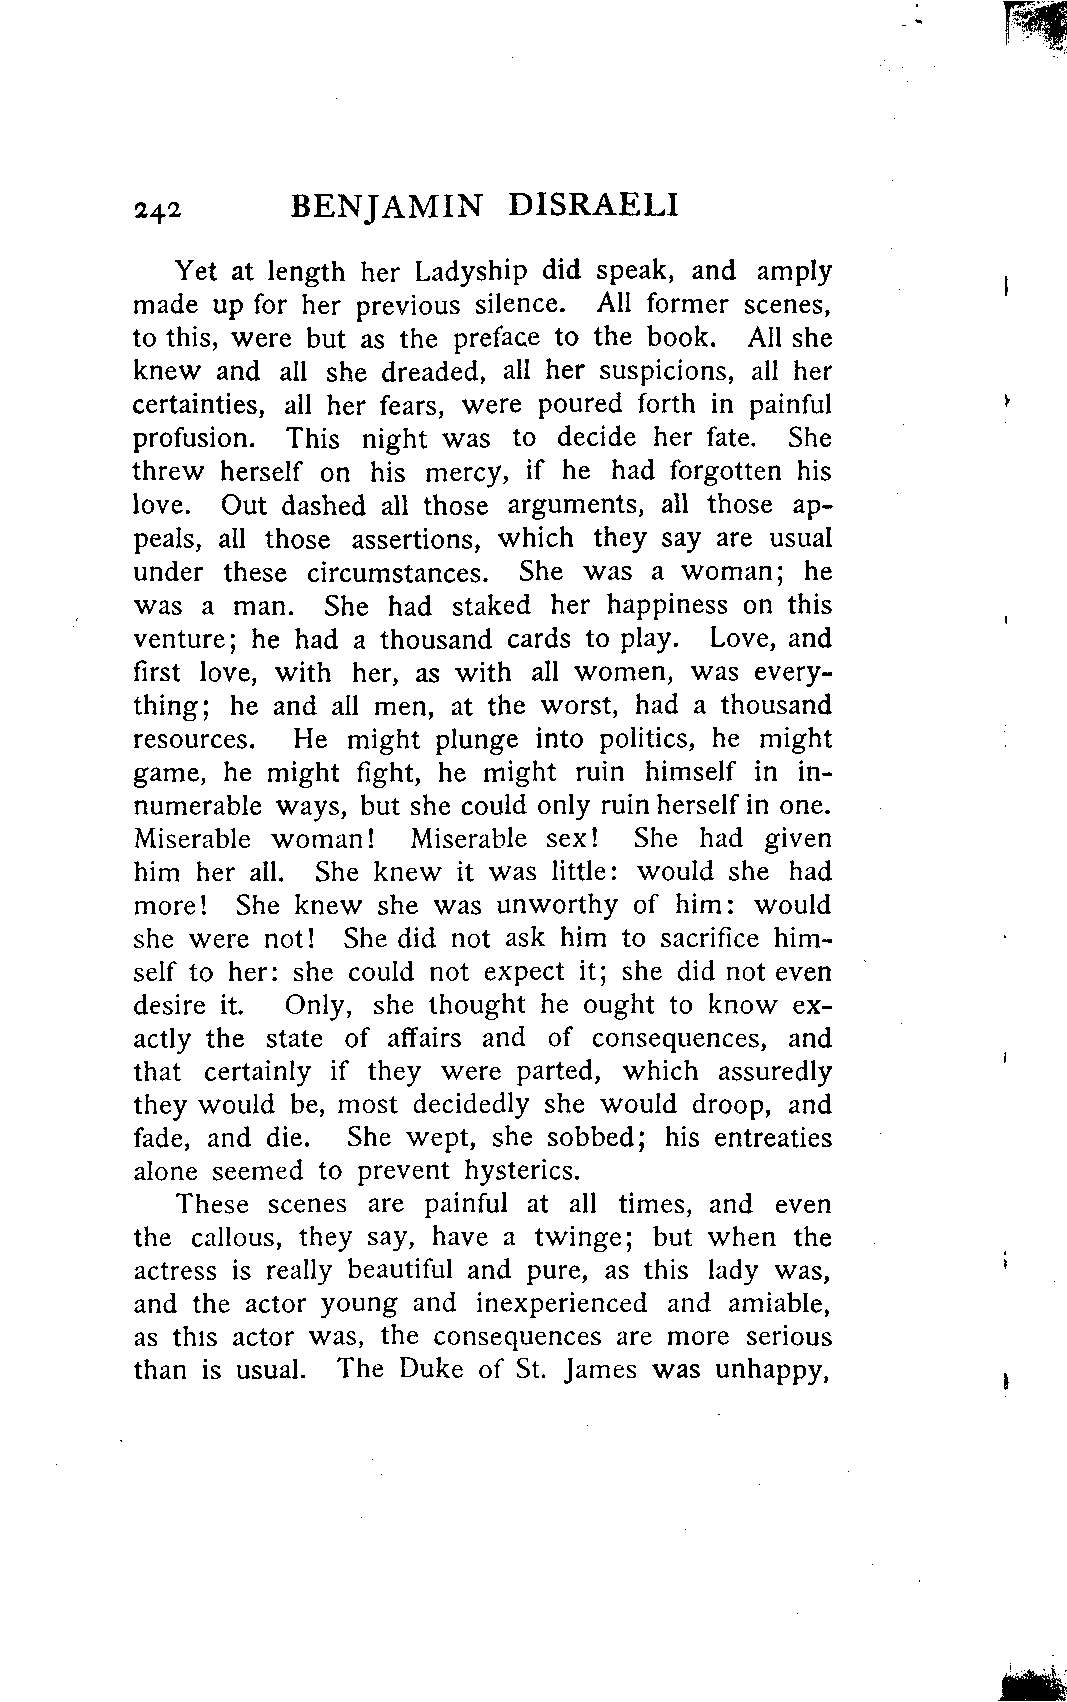 242 BENJAMIN DISRAELI
Yet at length her Ladyship did speak, and amply
made up for her previous silence. All former scenes,
to this, were but as the preface to the book. All she
knew and all she dreaded, all her suspicions, all her
certainties, all her fears, were poured forth in painful
profusion. This night was to decide her fate. She
threw herself on his mercy, if he had forgotten his
love. Out dashed all those arguments, all those ap-
peals, all those assertions, which they say are usual
under these circumstances. She was a woman; he
was a man. She had staked her happiness on this
venture; he had a thousand cards to play. Love, and
first love, with her, as with all women, was every-
thing; he and all men, at the worst, had a thousand
resources. He might plunge into politics, he might
game, he might fight, he might ruin himself in in-
numerable ways, but she could only ruin herself in one.
Miserable woman! Miserable sex! She had given
him her all. She knew it was little: would she had
more! She knew she was unworthy of him: would
she were not! She did not ask him to sacrifice him-
self to her: she could not expect it; she did not even
desire it. Only, she thought he ought to know ex-
actly the state of affairs and of consequences, and
that certainly if they were parted, which assuredly
they would be, most decidedly she would droop, and
fade, and die. She wept, she sobbed; his entreaties
alone seemed to prevent hysterics.
These scenes are painful at all times, and even
the callous, they say, have a twinge; but when the
actress is really beautiful and pure, as this lady was,
and the actor young and inexperienced and amiable,
as this actor was, the consequences are more serious
than is usual. The Duke of St. James was unhappy,